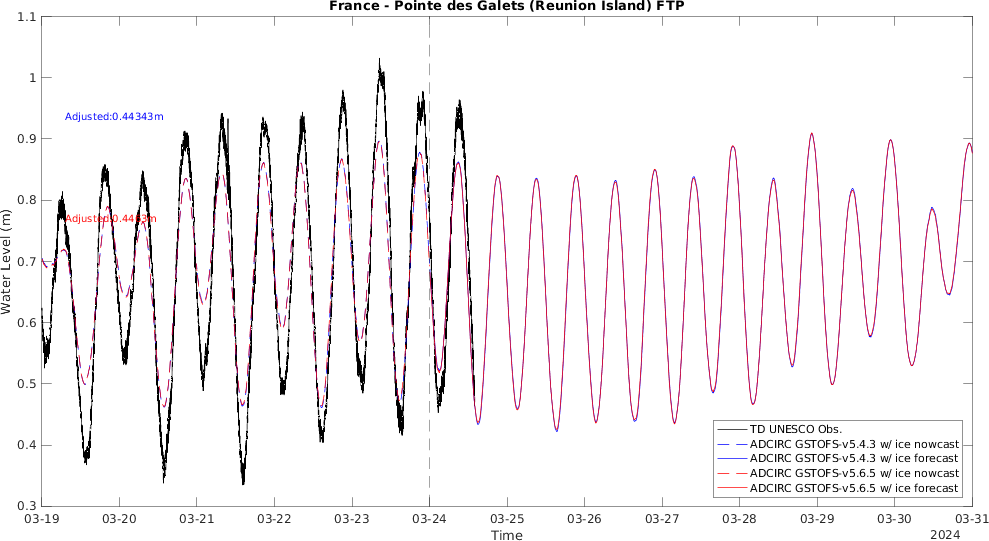 France - Pointe des Galets (Reunion Island) FTP
1.1
1
0.9
0.8
0.7
0.6
0.5
0.4
0.3
Water Level (m)
Adjusted:0.44343m
Adjusted:0.4463m
TD UNESCO Obs.
ADCIRC GSTOFS-v5.4.3 w/ ice nowcast
ADCIRC GSTOFS-v5.4.3 w/ ice forecast
ADCIRC GSTOFS-v5.6.5 w/ ice nowcast
ADCIRC GSTOFS-v5.6.5 w/ ice forecast
03-19 03-20 03-21 03-22 03-23 03-24 03-25 03-26 03-27 03-28 03-29 03-30 03-31
Time
2024